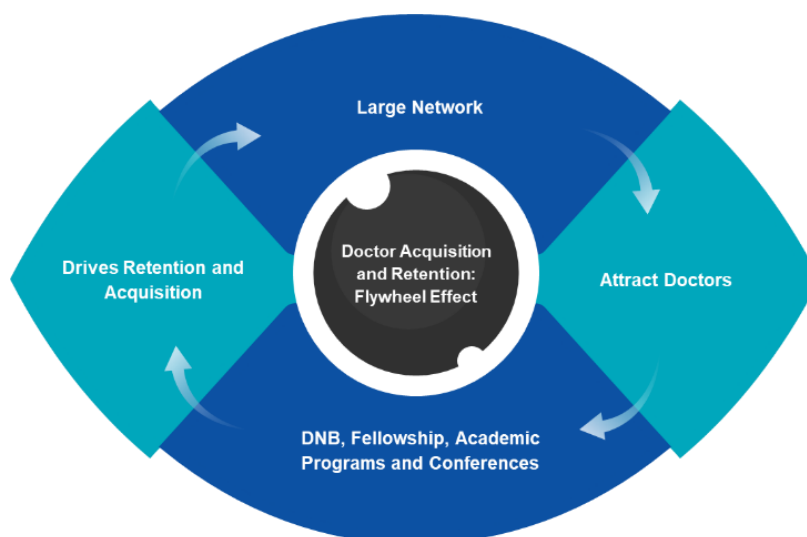 Large Network
Doctor Acquisition
and Retention:
Flywheel Effect
Drives Retention and
Acquisition
Attract Doctors
DNB, Fellowship, Academic
Programs and Conferences